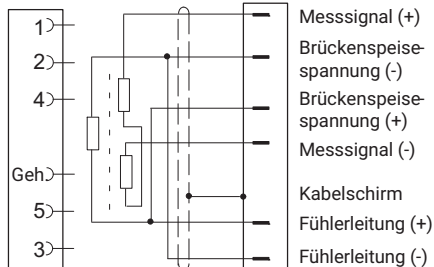 1
2
4
Geh.
5
3
Messsignal (+)
Brückenspeise-
spannung (-)
Brückenspeise-
spannung (+)
Messsignal (-)
Kabelschirm
Fühlerleitung (+)
Fühlerleitung (-)